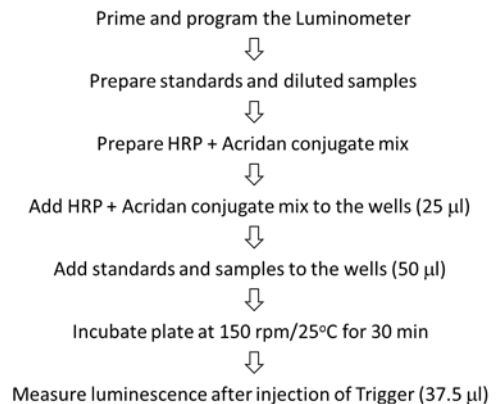 Prime and program the Luminometer
Prepare standards and diluted samples
Prepare HRP + Acridan conjugate mix
Add HRP + Acridan conjugate mix to the wells (25 µl)
Add standards and samples to the wells (50 µl)
Incubate plate at 150 rpm/25°C for 30 min
Measure luminescence after injection of Trigger (37.5 µl)